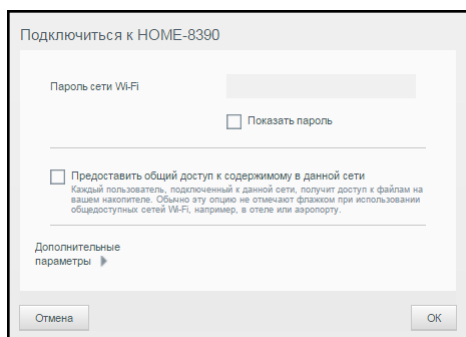 Подключиться к HOME-8390
Пароль сети Wi-Fi
Показать пароль
Предоставить общий доступ к содержимому в данной сети
Каждый пользователь, подключенный к данной сети, получит доступ к файлам на
вашем накопителе. Обычно эту опцию не отмечают флажком при использовании
общедоступных сетей Wi-Fi, например, в отеле или аэропорту.
Дополнительные
параметры
Отмена
ОК